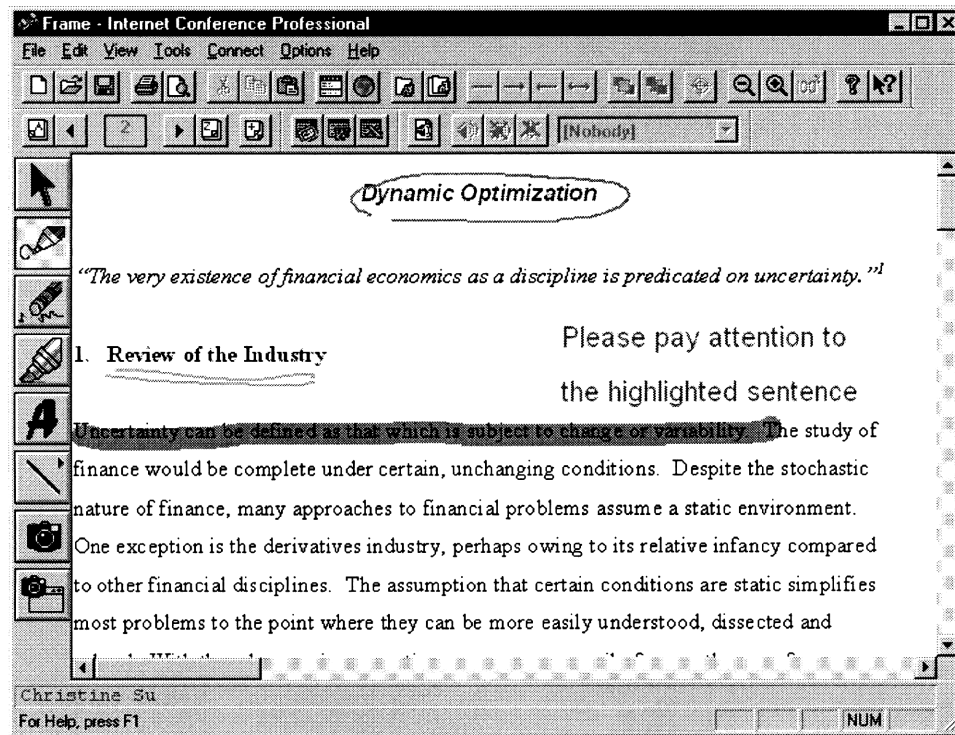 Frame - Internet Conference Professional
File Edit View Tools Connect Options Help
2 [Nobody]
Dynamic Optimization
“The very existence of financial economics as a discipline is predicated on uncertainty.”1
1. Review of the Industry
Please pay attention to
the highlighted sentence
Uncertainty can be defined as that which is subject to change or variability. The study of
finance would be complete under certain, unchanging conditions. Despite the stochastic
nature of finance, many approaches to financial problems assume a static environment.
One exception is the derivatives industry, perhaps owing to its relative infancy compared
to other financial disciplines. The assumption that certain conditions are static simplifies
most problems to the point where they can be more easily understood, dissected and
Christine Su
For Help, press F1 NUM